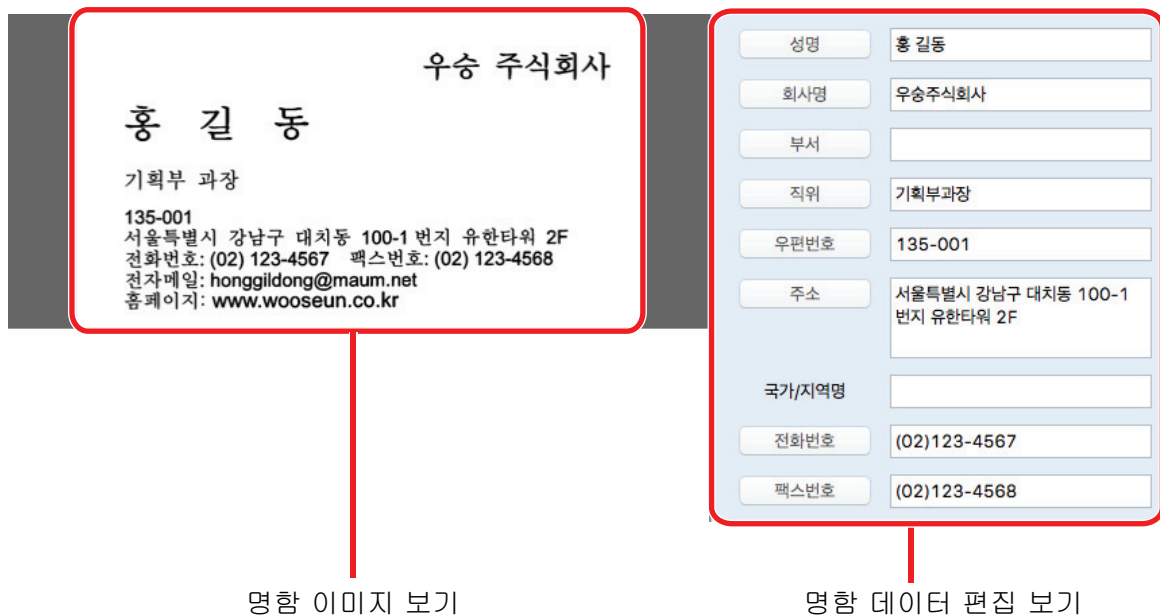 우승 주식회사
홍 길 동
기획부 과장
135-001
서울특별시 강남구 대치동 100-1 번지 유한타워 2F
전화번호: (02) 123-4567 팩스번호: (02) 123-4568
전자메일: honggildong@maum.net
홈페이지: www.wooseun.co.kr
명함 이미지 보기
성명 홍 길동
회사명 우승주식회사
부서
직위 기획부과장
우편번호 135-001
주소 서울특별시 강남구 대치동 100-1
번지 유한타워 2F
국가/지역명
전화번호 (02)123-4567
팩스번호 (02)123-4568
명함 데이터 편집 보기